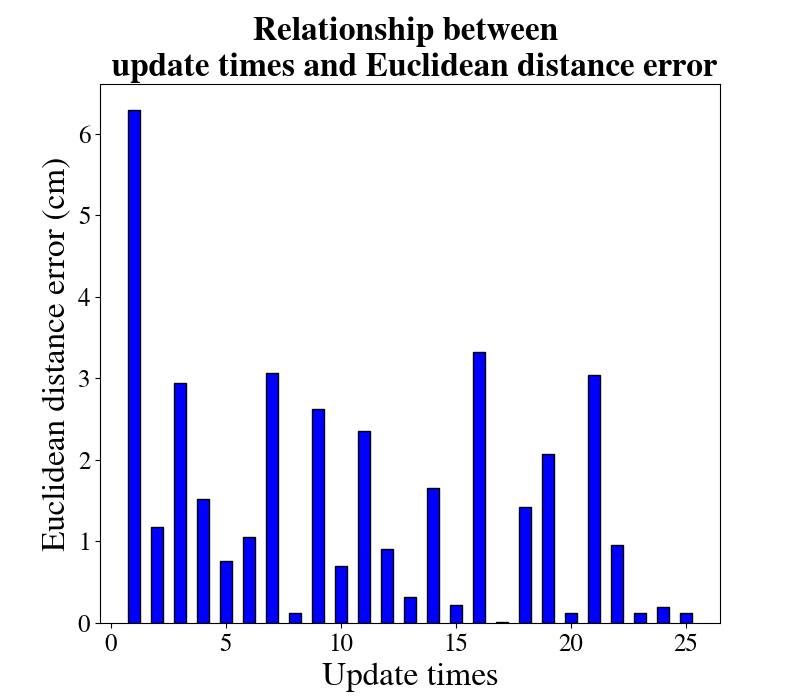 Relationship between
update times and Euclidean distance error
Euclidean distance error (cm)
6
5
4
3
2
1
0
0 5 10 15 20 25
Update times